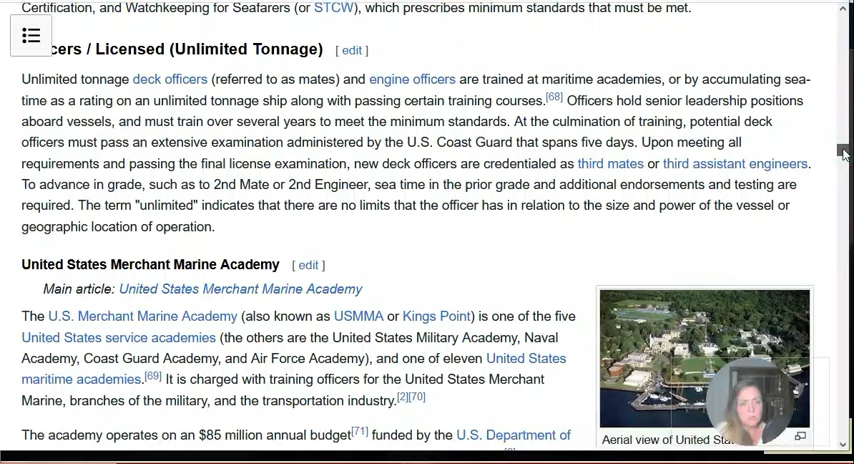 Certification, and Watchkeeping for Seafarers (or STCW), which prescribes minimum standards that must be met.
cers / Licensed (Unlimited Tonnage) [ edit ]
Unlimited tonnage deck officers (referred to as mates) and engine officers are trained at maritime academies, or by accumulating sea-
time as a rating on an unlimited tonnage ship along with passing certain training courses.[68] Officers hold senior leadership positions
aboard vessels, and must train over several years to meet the minimum standards. At the culmination of training, potential deck
officers must pass an extensive examination administered by the U.S. Coast Guard that spans five days. Upon meeting all
requirements and passing the final license examination, new deck officers are credentialed as third mates or third assistant engineers.
To advance in grade, such as to 2nd Mate or 2nd Engineer, sea time in the prior grade and additional endorsements and testing are
required. The term "unlimited" indicates that there are no limits that the officer has in relation to the size and power of the vessel or
geographic location of operation.
United States Merchant Marine Academy [ edit ]
Main article: United States Merchant Marine Academy
The U.S. Merchant Marine Academy (also known as USMMA or Kings Point) is one of the five
United States service academies (the others are the United States Military Academy, Naval
Academy, Coast Guard Academy, and Air Force Academy), and one of eleven United States
maritime academies.[69] It is charged with training officers for the United States Merchant
Marine, branches of the military, and the transportation industry.[2][70]
The academy operates on an $85 million annual budget[71] funded by the U.S. Department of
Aerial view of United Sta